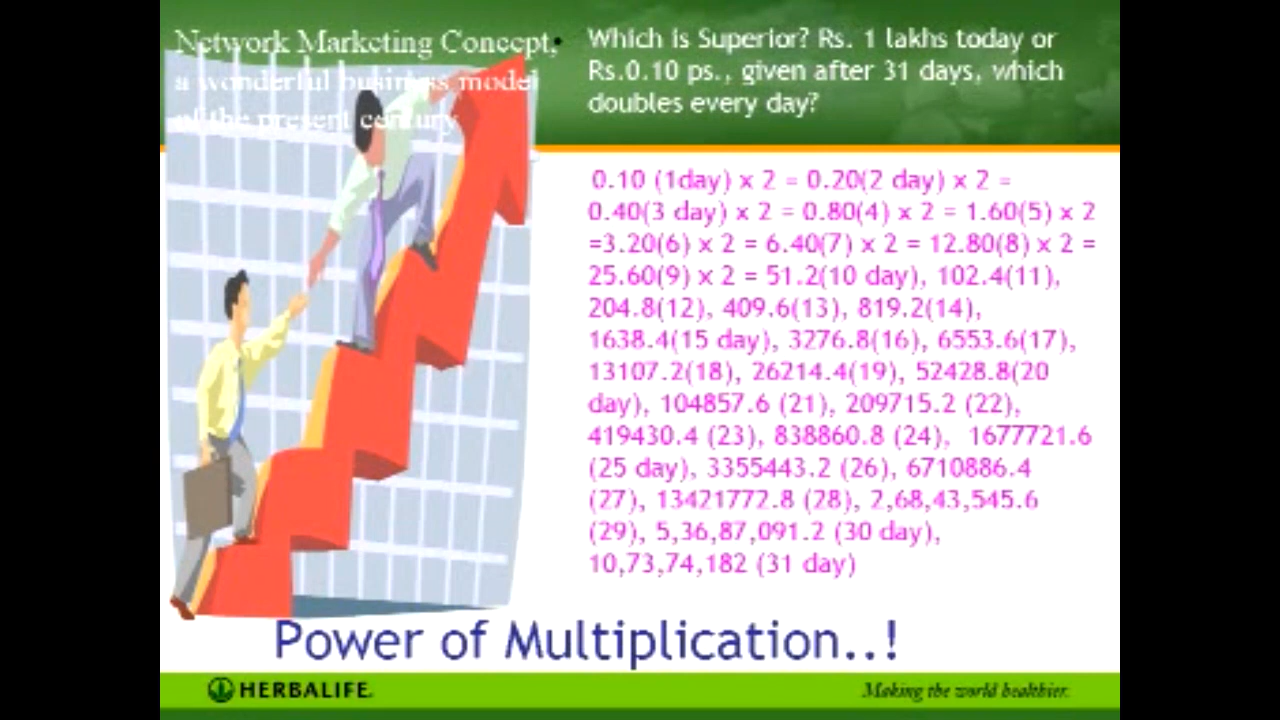 Network Marketing Concept,
a wonderful business model
of the present century
• Which is Superior? Rs. 1 lakhs today or
Rs.0.10 ps., given after 31 days, which
doubles every day?
0.10 (1day) x 2 = 0.20(2 day) x 2 =
0.40(3 day) x 2 = 0.80(4) x 2 = 1.60(5) x 2
=3.20(6) x 2 = 6.40(7) x 2 = 12.80(8) x 2 =
25.60(9) x 2 = 51.2(10 day), 102.4(11),
204.8(12), 409.6(13), 819.2(14),
1638.4(15 day), 3276.8(16), 6553.6(17),
13107.2(18), 26214.4(19), 52428.8(20
day), 104857.6 (21), 209715.2 (22),
419430.4 (23), 838860.8 (24), 1677721.6
(25 day), 3355443.2 (26), 6710886.4
(27), 13421772.8 (28), 2,68,43,545.6
(29), 5,36,87,091.2 (30 day),
10,73,74,182 (31 day)
Power of Multiplication..!
HERBALIFE.
Making the world healthier.